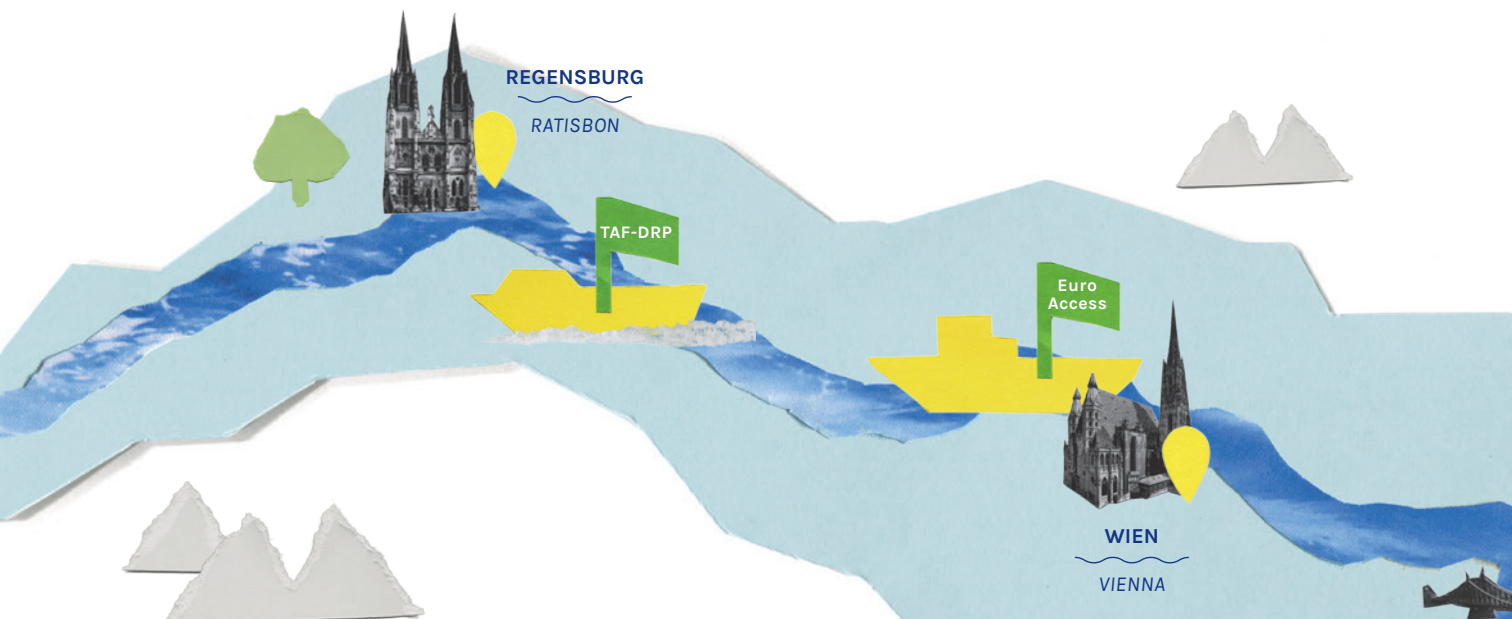 REGENSBURG
RATISBON
TAF-DRP
Euro
Access
WIEN
VIENNA